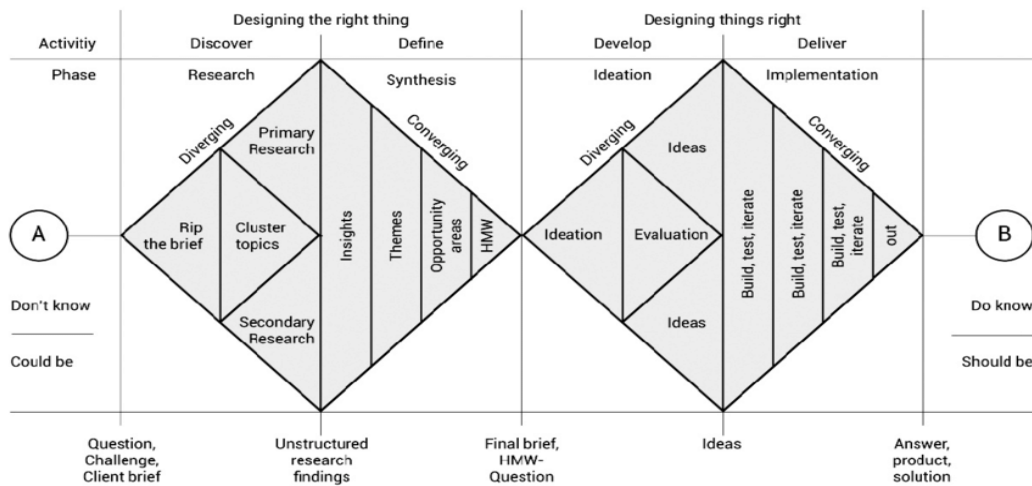 Designing the right thing
Designing things right
Activitiy
Discover
Define
Develop
Deliver
Phase
Research
Synthesis
Ideation
Implementation
Diverging
Converging
Diverging
Converging
Primary
Research
Ideas
A
Rip
the brief
Cluster
topics
Insights
Themes
Opportunity
areas
HMW
Ideation
Evaluation
Build, test, iterate
Build, test, iterate
Build, test,
iterate
out
B
Don't know
Could be
Secondary
Research
Ideas
Do know
Should be
Question,
Challenge,
Client brief
Unstructured
research
findings
Final brief,
HMW-
Question
Ideas
Answer,
product,
solution